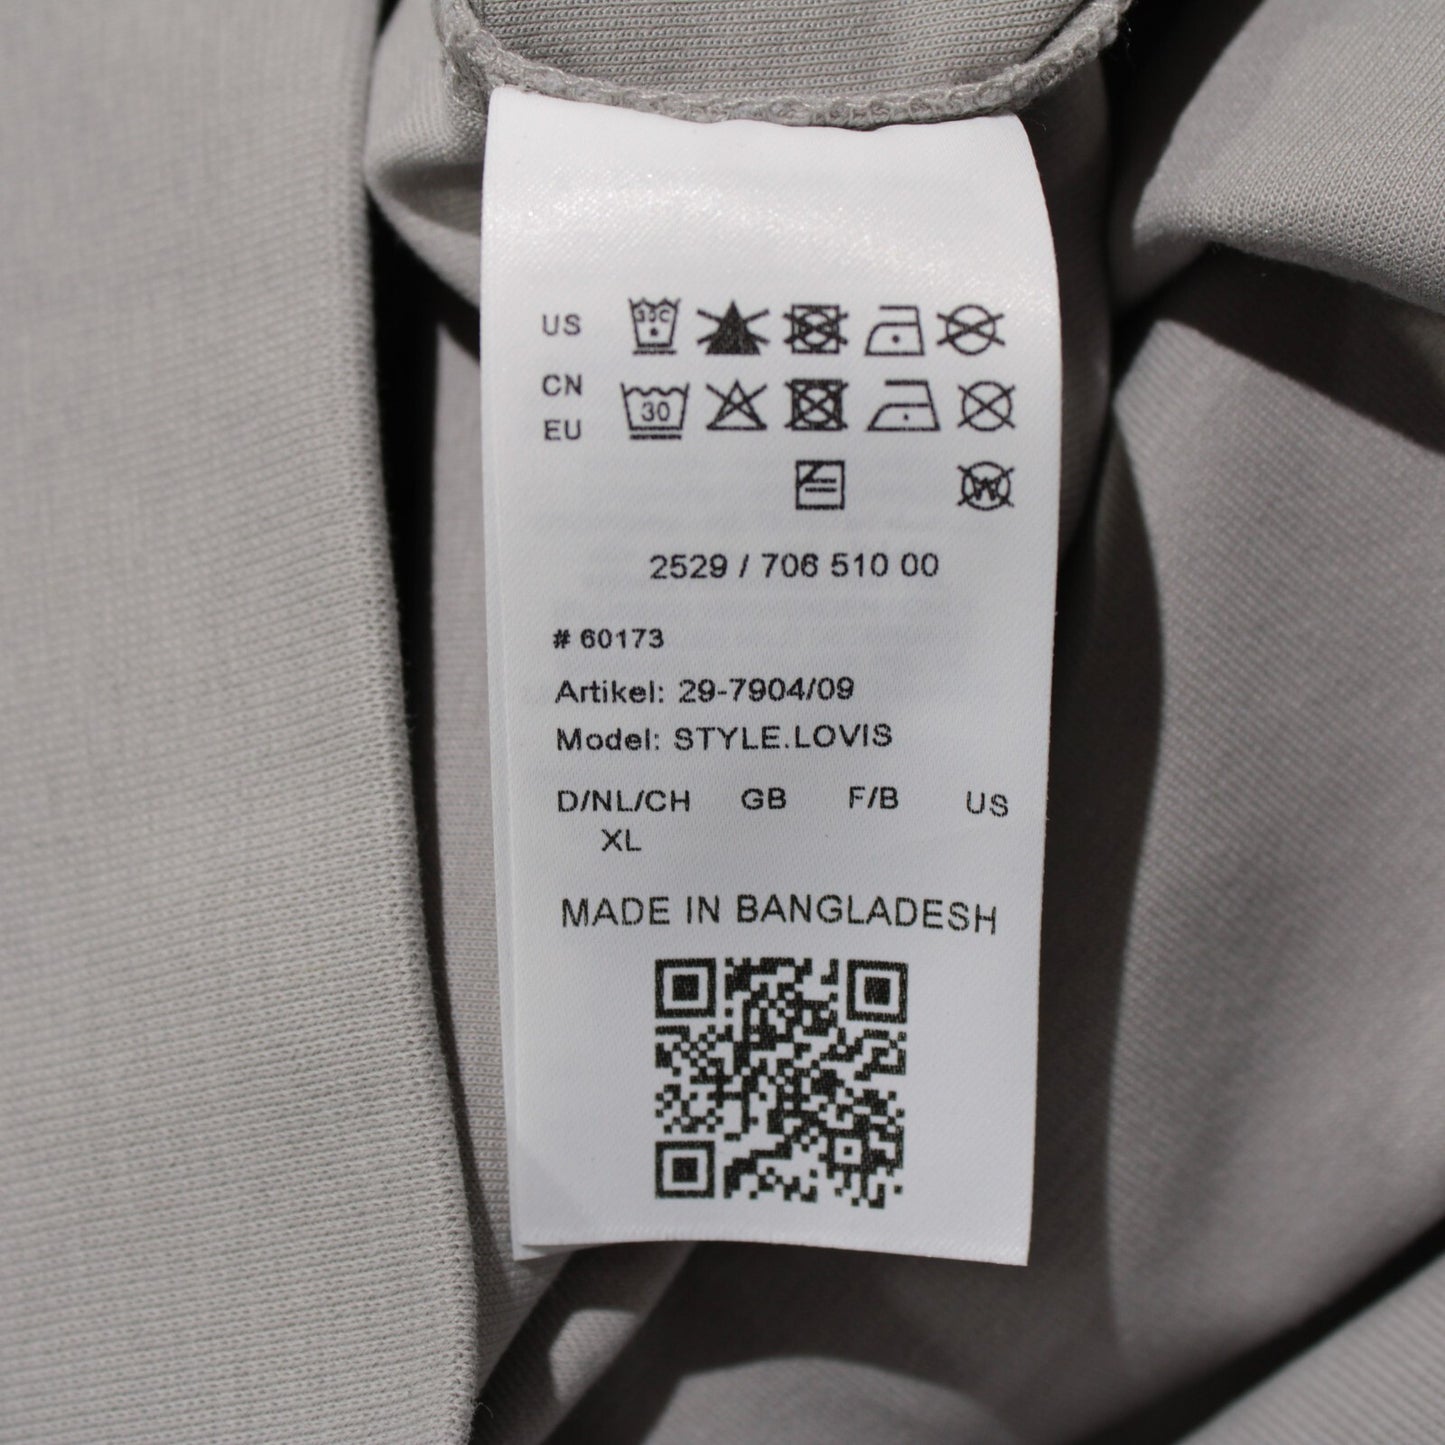 US
CN
EU
30
W
2529 / 706 510 00
# 60173
Artikel: 29-7904/09
Model: STYLE.LOVIS
D/NL/CH GB F/B US
XL
MADE IN BANGLADESH